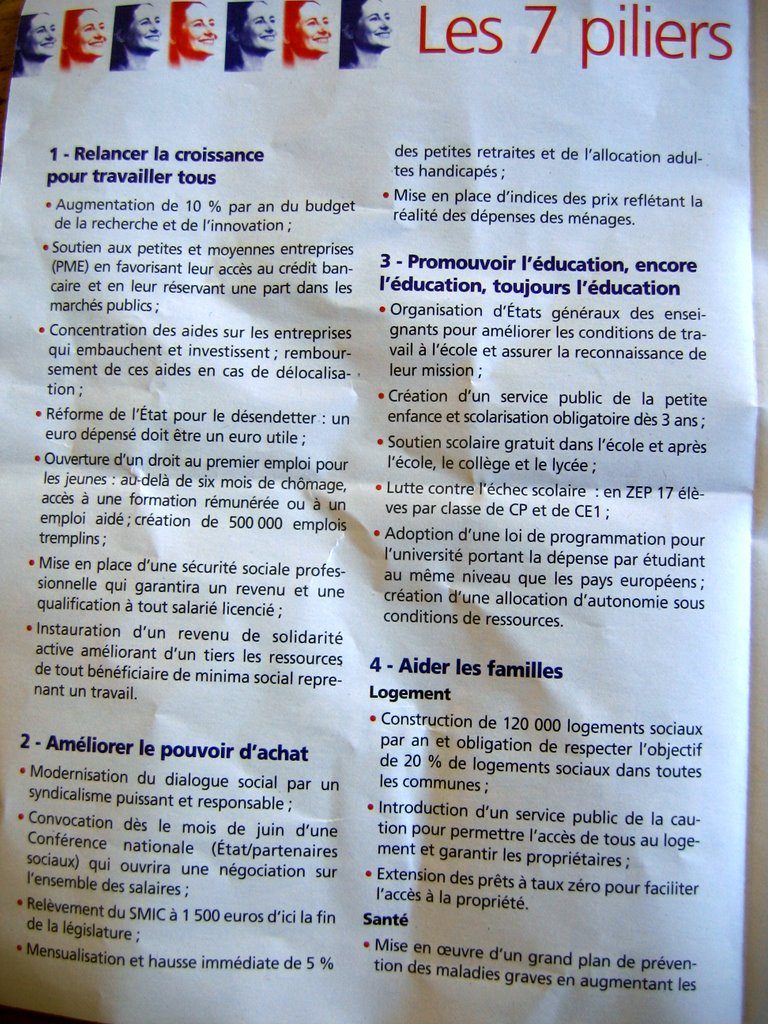 Les 7 piliers
1 - Relancer la croissance
pour travailler tous
• Augmentation de 10 % par an du budget
de la recherche et de l'innovation ;
• Soutien aux petites et moyennes entreprises
(PME) en favorisant leur accès au crédit ban-
caire et en leur réservant une part dans les
marchés publics ;
• Concentration des aides sur les entreprises
qui embauchent et investissent ; rembour-
sement de ces aides en cas de délocalisa-
tion ;
• Réforme de l'État pour le désendetter : un
euro dépensé doit être un euro utile ;
• Ouverture d'un droit au premier emploi pour
les jeunes : au-delà de six mois de chômage,
accès à une formation rémunérée ou à un
emploi aidé ; création de 500 000 emplois
tremplins ;
• Mise en place d'une sécurité sociale profes-
sionnelle qui garantira un revenu et une
qualification à tout salarié licencié ;
• Instauration d'un revenu de solidarité
active améliorant d'un tiers les ressources
de tout bénéficiaire de minima social repre-
nant un travail.
2 - Améliorer le pouvoir d'achat
• Modernisation du dialogue social par un
syndicalisme puissant et responsable ;
• Convocation dès le mois de juin d'une
Conférence nationale (État/partenaires
sociaux) qui ouvrira une négociation sur
l'ensemble des salaires ;
• Relèvement du SMIC à 1 500 euros d'ici la fin
de la législature ;
• Mensualisation et hausse immédiate de 5 %
des petites retraites et de l'allocation adul-
tes handicapés ;
• Mise en place d'indices des prix reflétant la
réalité des dépenses des ménages.
3 - Promouvoir l'éducation, encore
l'éducation, toujours l'éducation
• Organisation d'États généraux des ensei-
gnants pour améliorer les conditions de tra-
vail à l'école et assurer la reconnaissance de
leur mission ;
• Création d'un service public de la petite
enfance et scolarisation obligatoire dès 3 ans ;
• Soutien scolaire gratuit dans l'école et après
l'école, le collège et le lycée ;
• Lutte contre l'échec scolaire : en ZEP 17 élè-
ves par classe de CP et de CE1 ;
• Adoption d'une loi de programmation pour
l'université portant la dépense par étudiant
au même niveau que les pays européens ;
création d'une allocation d'autonomie sous
conditions de ressources.
4 - Aider les familles
Logement
• Construction de 120 000 logements sociaux
par an et obligation de respecter l'objectif
de 20 % de logements sociaux dans toutes
les communes ;
• Introduction d'un service public de la cau-
tion pour permettre l'accès de tous au loge-
ment et garantir les propriétaires ;
• Extension des prêts à taux zéro pour faciliter
l'accès à la propriété.
Santé
• Mise en œuvre d'un grand plan de préven-
tion des maladies graves en augmentant les